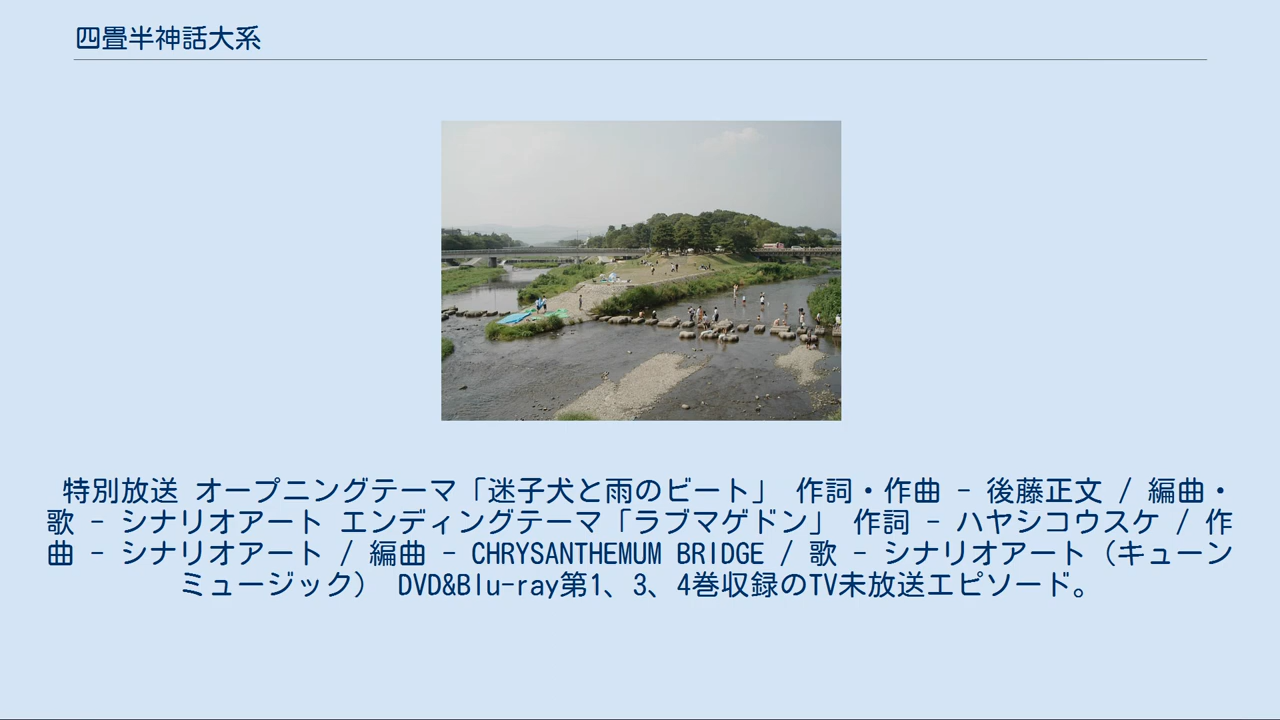 四畳半神話大系
特別放送 オープニングテーマ「迷子犬と雨のビート」 作詞・作曲 - 後藤正文 / 編曲・
歌 - シナリオアート エンディングテーマ「ラブマゲドン」 作詞 - ハヤシコウスケ / 作
曲 - シナリオアート / 編曲 - CHRYSANTHEMUM BRIDGE / 歌 - シナリオアート（キューン
ミュージック） DVD&Blu-ray第1、3、4巻収録のTV未放送エピソード。